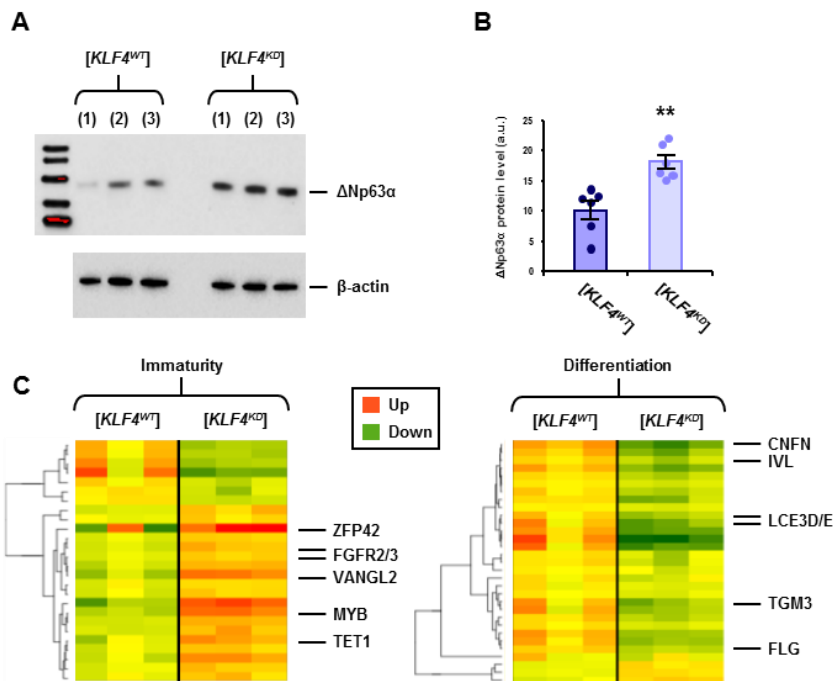 A
[KLF4WT] [KLF4KD]
(1) (2) (3) (1) (2) (3)
ΔNp63α
β-actin
B
ΔNp63α protein level (a.u.)
25
20
15
10
5
0
**
[KLF4WT]
[KLF4KD]
C
Immaturity
[KLF4WT] [KLF4KD]
ZFP42
FGFR2/3
VANGL2
MYB
TET1
Up
Down
Differentiation
[KLF4WT] [KLF4KD]
CNFN
IVL
LCE3D/E
TGM3
FLG